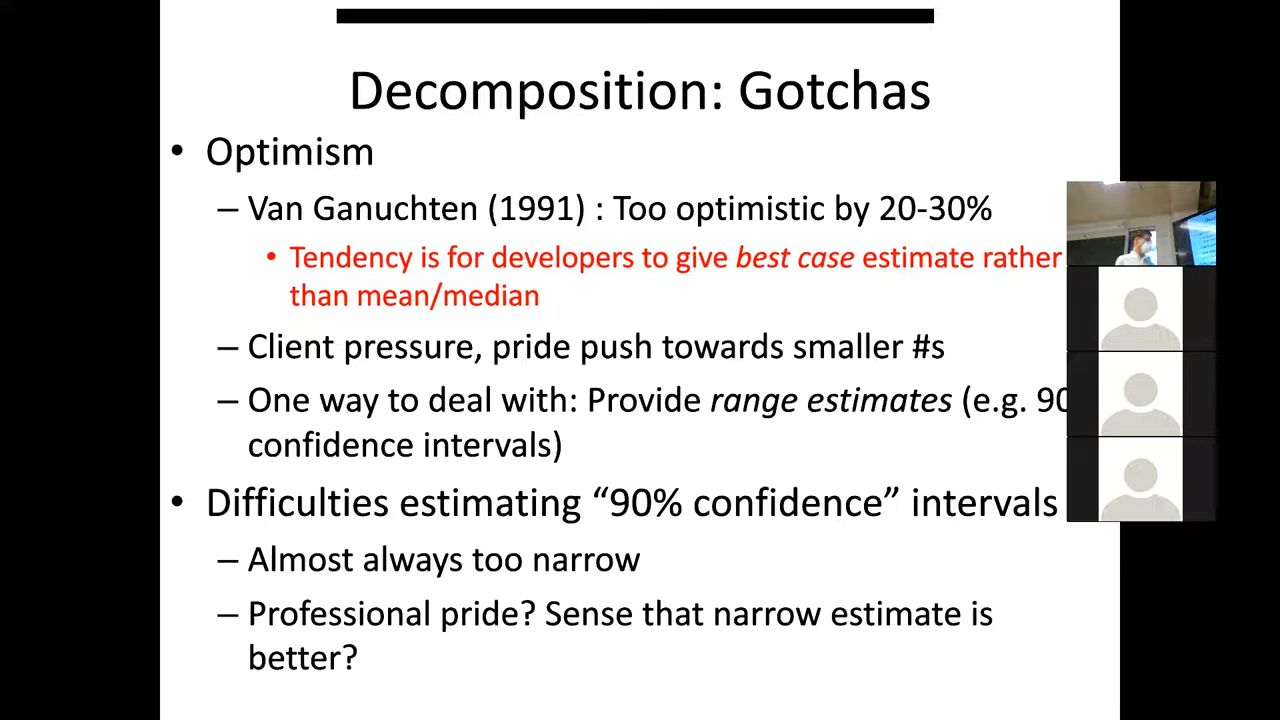 Decomposition: Gotchas
• Optimism
– Van Ganuchten (1991) : Too optimistic by 20-30%
• Tendency is for developers to give best case estimate rather
than mean/median
– Client pressure, pride push towards smaller #s
– One way to deal with: Provide range estimates (e.g. 90
confidence intervals)
• Difficulties estimating “90% confidence” intervals
– Almost always too narrow
– Professional pride? Sense that narrow estimate is
better?